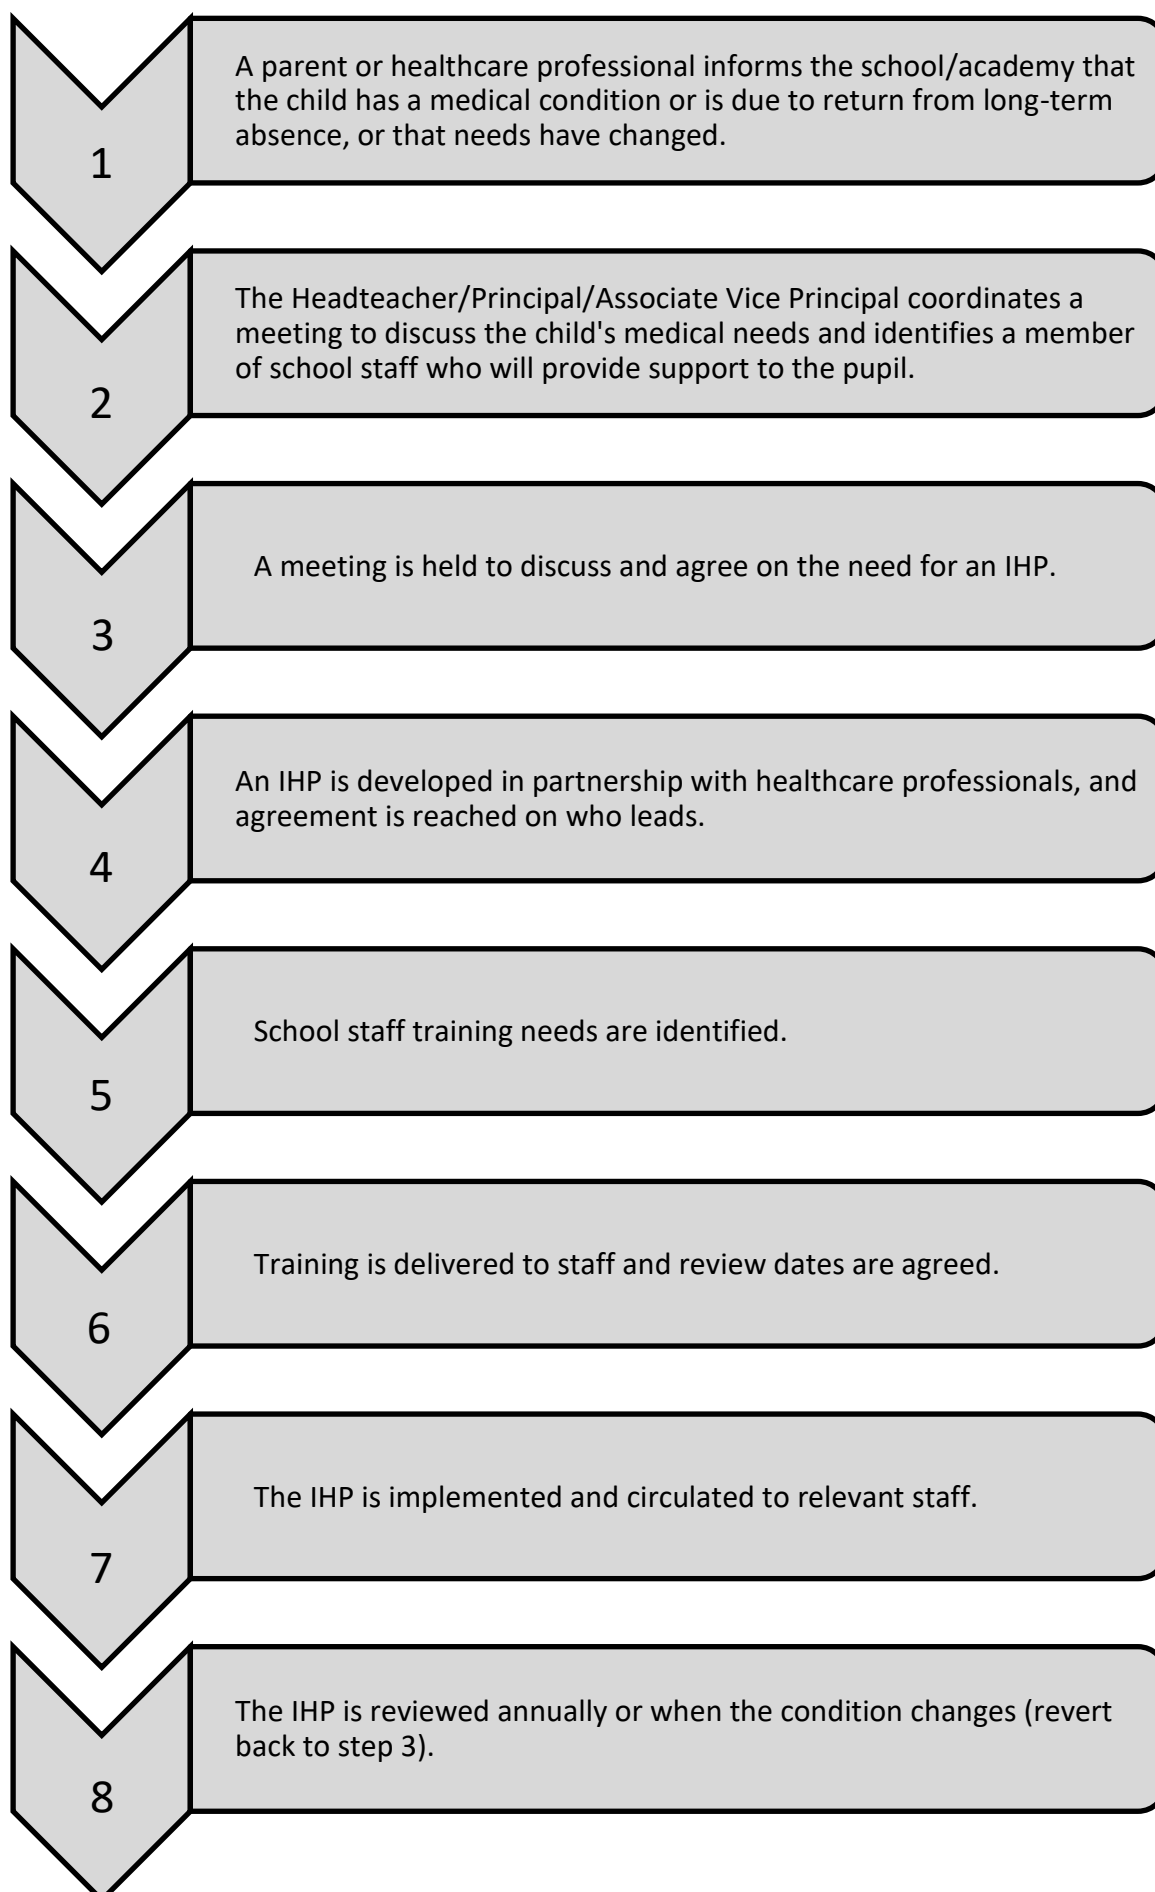 1
A parent or healthcare professional informs the school/academy that
the child has a medical condition or is due to return from long-term
absence, or that needs have changed.
2
The Headteacher/Principal/Associate Vice Principal coordinates a
meeting to discuss the child's medical needs and identifies a member
of school staff who will provide support to the pupil.
3
A meeting is held to discuss and agree on the need for an IHP.
4
An IHP is developed in partnership with healthcare professionals, and
agreement is reached on who leads.
5
School staff training needs are identified.
6
Training is delivered to staff and review dates are agreed.
7
The IHP is implemented and circulated to relevant staff.
8
The IHP is reviewed annually or when the condition changes (revert
back to step 3).